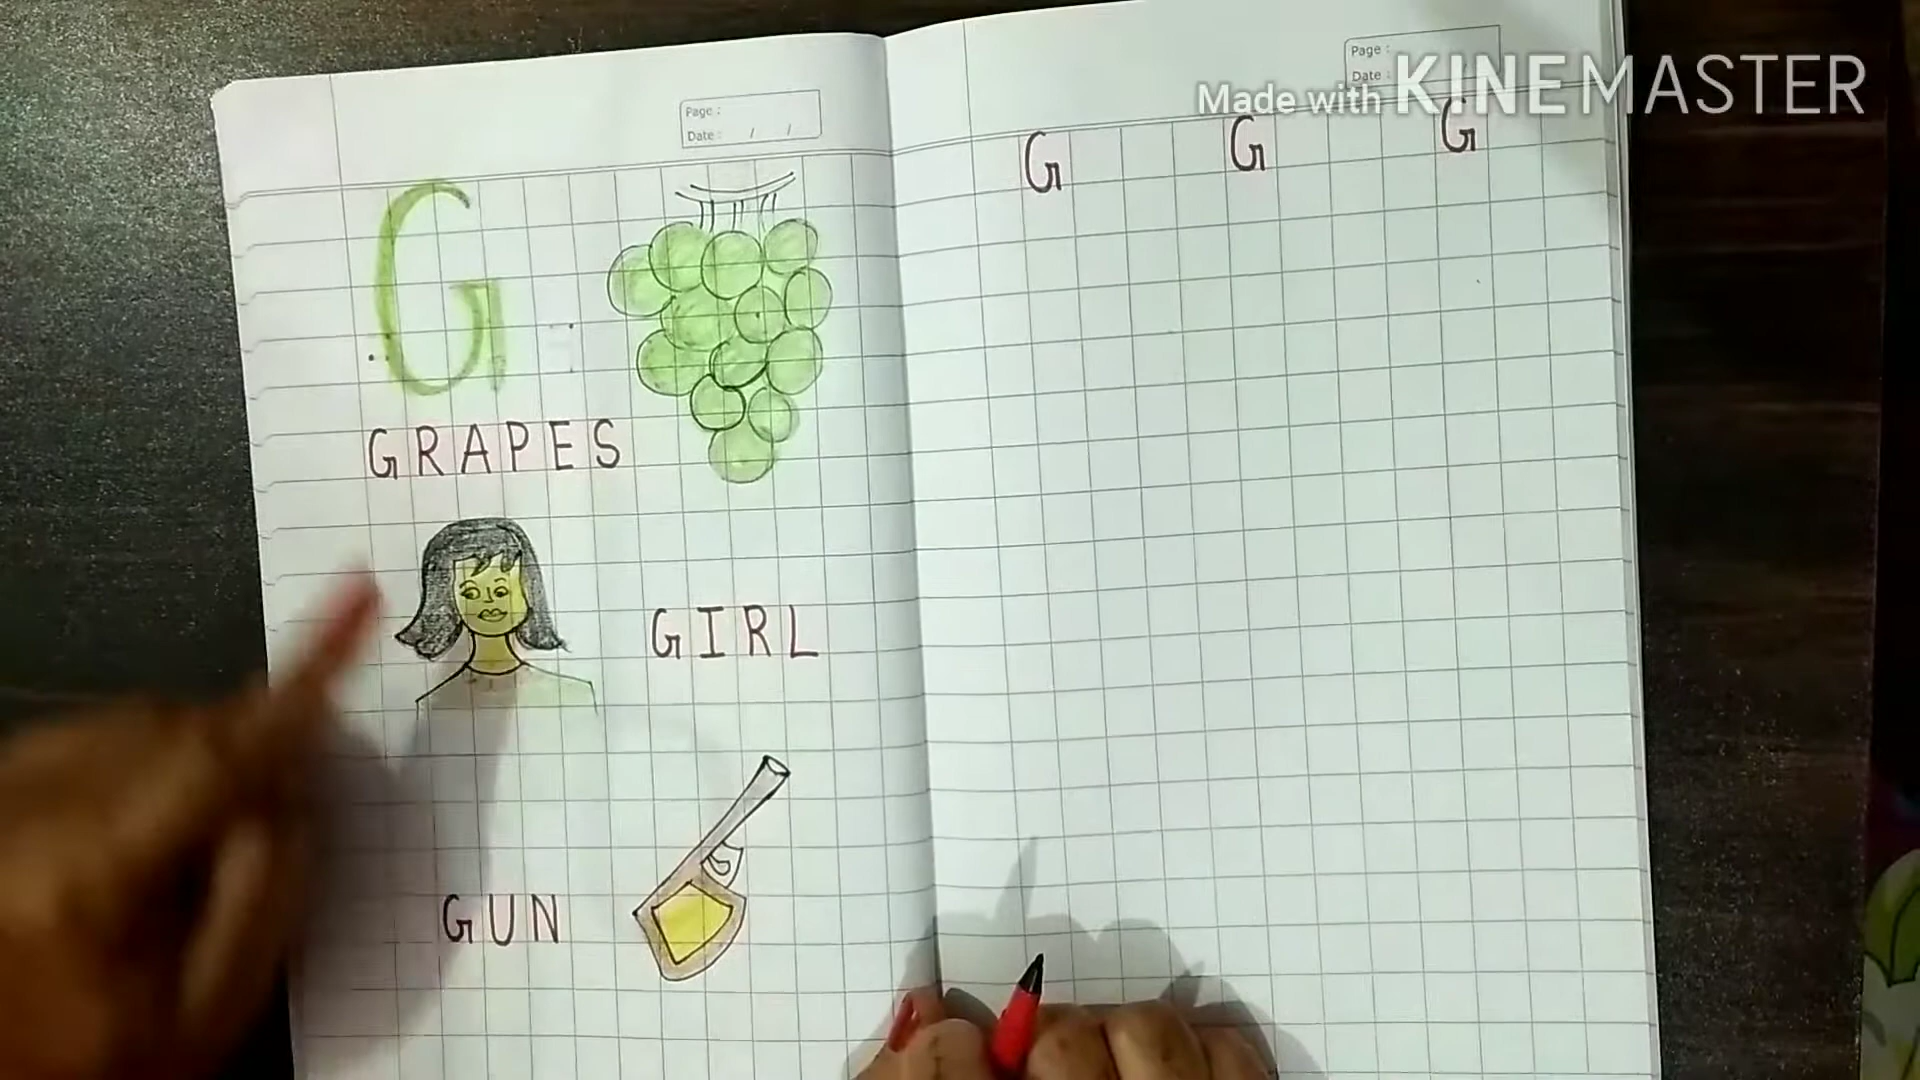 Page :
Date : / /
G
GRAPES
GIRL
GUN
Page :
Date :
Made with KINEMASTER
G G G